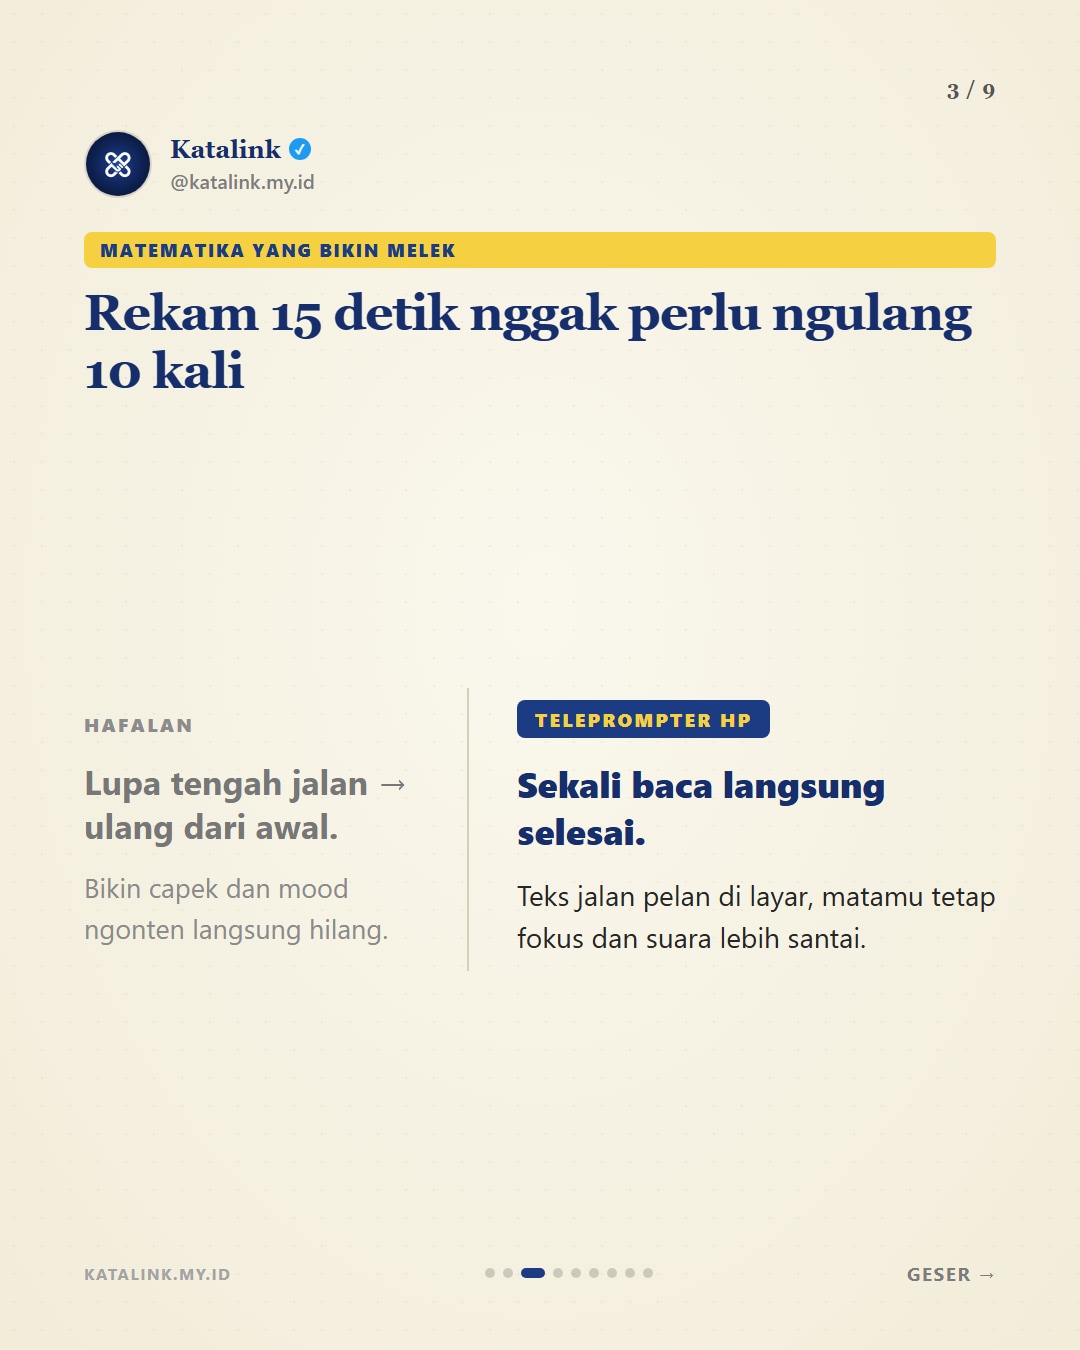 3 / 9
Katalink
@katalink.my.id
MATEMATIKA YANG BIKIN MELEK
Rekam 15 detik nggak perlu ngulang
10 kali
HAFALAN
Lupa tengah jalan →
ulang dari awal.
Bikin capek dan mood
ngonten langsung hilang.
TELEPROMPTER HP
Sekali baca langsung
selesai.
Teks jalan pelan di layar, matamu tetap
fokus dan suara lebih santai.
KATALINK.MY.ID
GESER →